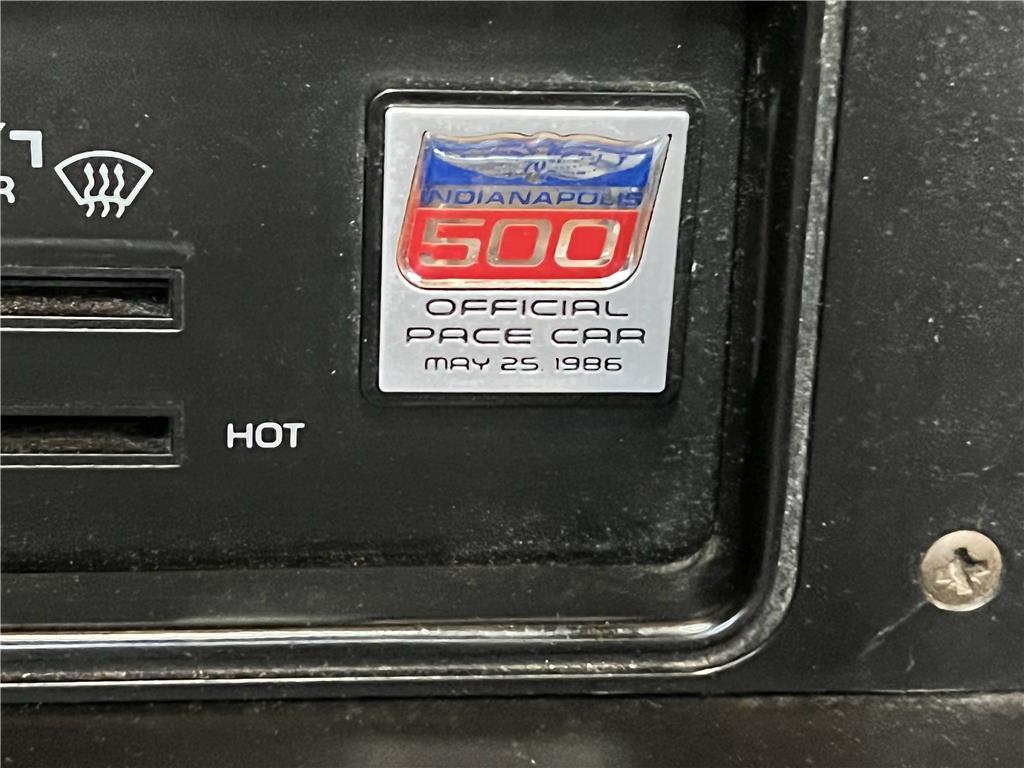 INDIANAPOLIS
500
OFFICIAL
PACE CAR
MAY 25. 1986
HOT